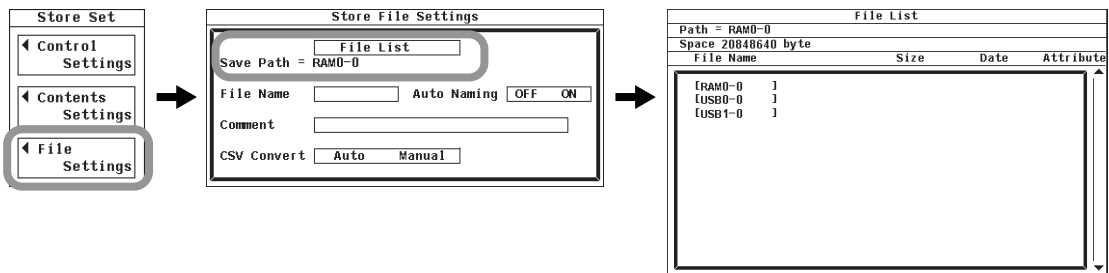 Store Set
Control
Settings
Contents
Settings
File
Settings
Store File Settings
File List
Save Path = RAM0-0
File Name Auto Naming OFF ON
Comment
CSV Convert Auto Manual
File List
Path = RAM0-0
Space 20848640 byte
File Name Size Date Attribute
[RAM0-0 ]
[USB0-0 ]
[USB1-0 ]